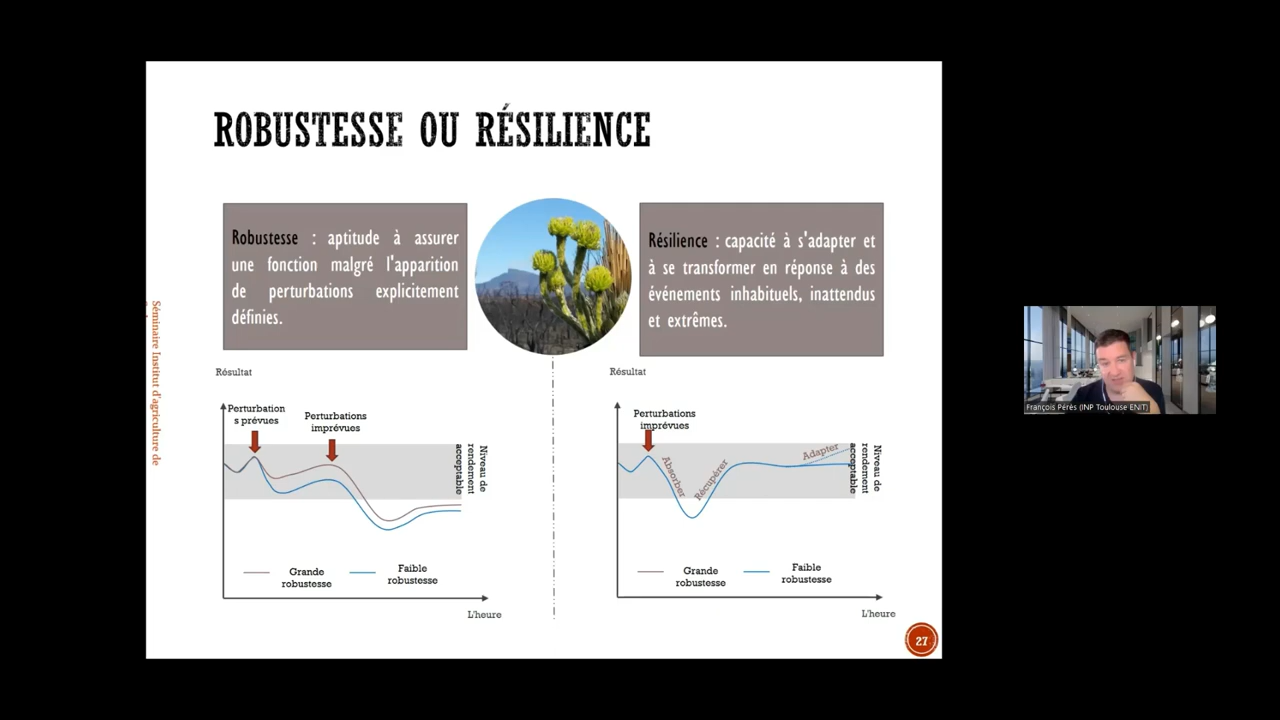 ROBUSTESSE OU RÉSILIENCE
Robustesse : aptitude à assurer
une fonction malgré l'apparition
de perturbations explicitement
définies.
Résilience : capacité à s'adapter et
à se transformer en réponse à des
événements inhabituels, inattendus
et extrêmes.
Séminaire Institut d'agriculture de
Résultat
Perturbation
s prévues
Perturbations
imprévues
Niveau de
rendement
acceptable
Grande
robustesse
Faible
robustesse
L'heure
Résultat
Perturbations
imprévues
Absorber
Récupérer
Adapter
Niveau de
rendement
acceptable
Grande
robustesse
Faible
robustesse
L'heure
27
François Pérès (INP Toulouse ENIT)